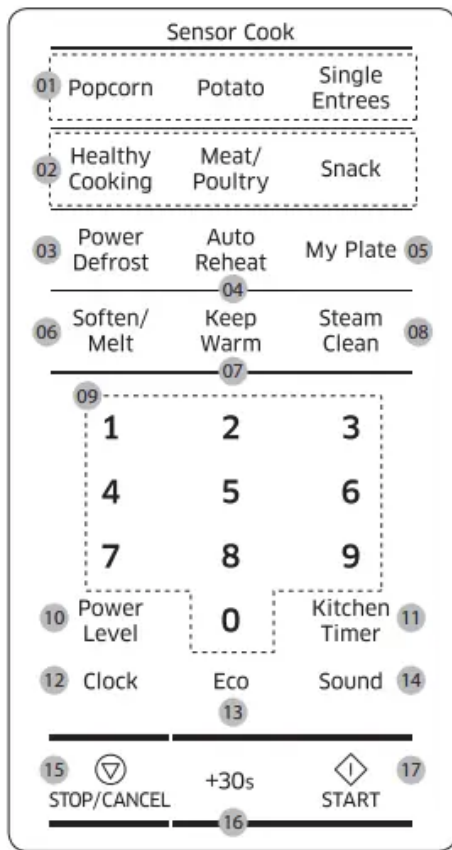 Sensor Cook
01 Popcorn Potato Single Entrees
02 Healthy Cooking Meat/ Poultry Snack
03 Power Defrost Auto Reheat My Plate 05
04
06 Soften/ Melt Keep Warm Steam Clean 08
07
09
1 2 3
4 5 6
7 8 9
10 Power Level 0 Kitchen Timer 11
12 Clock Eco Sound 14
13
15 STOP/CANCEL +30s START 17
16